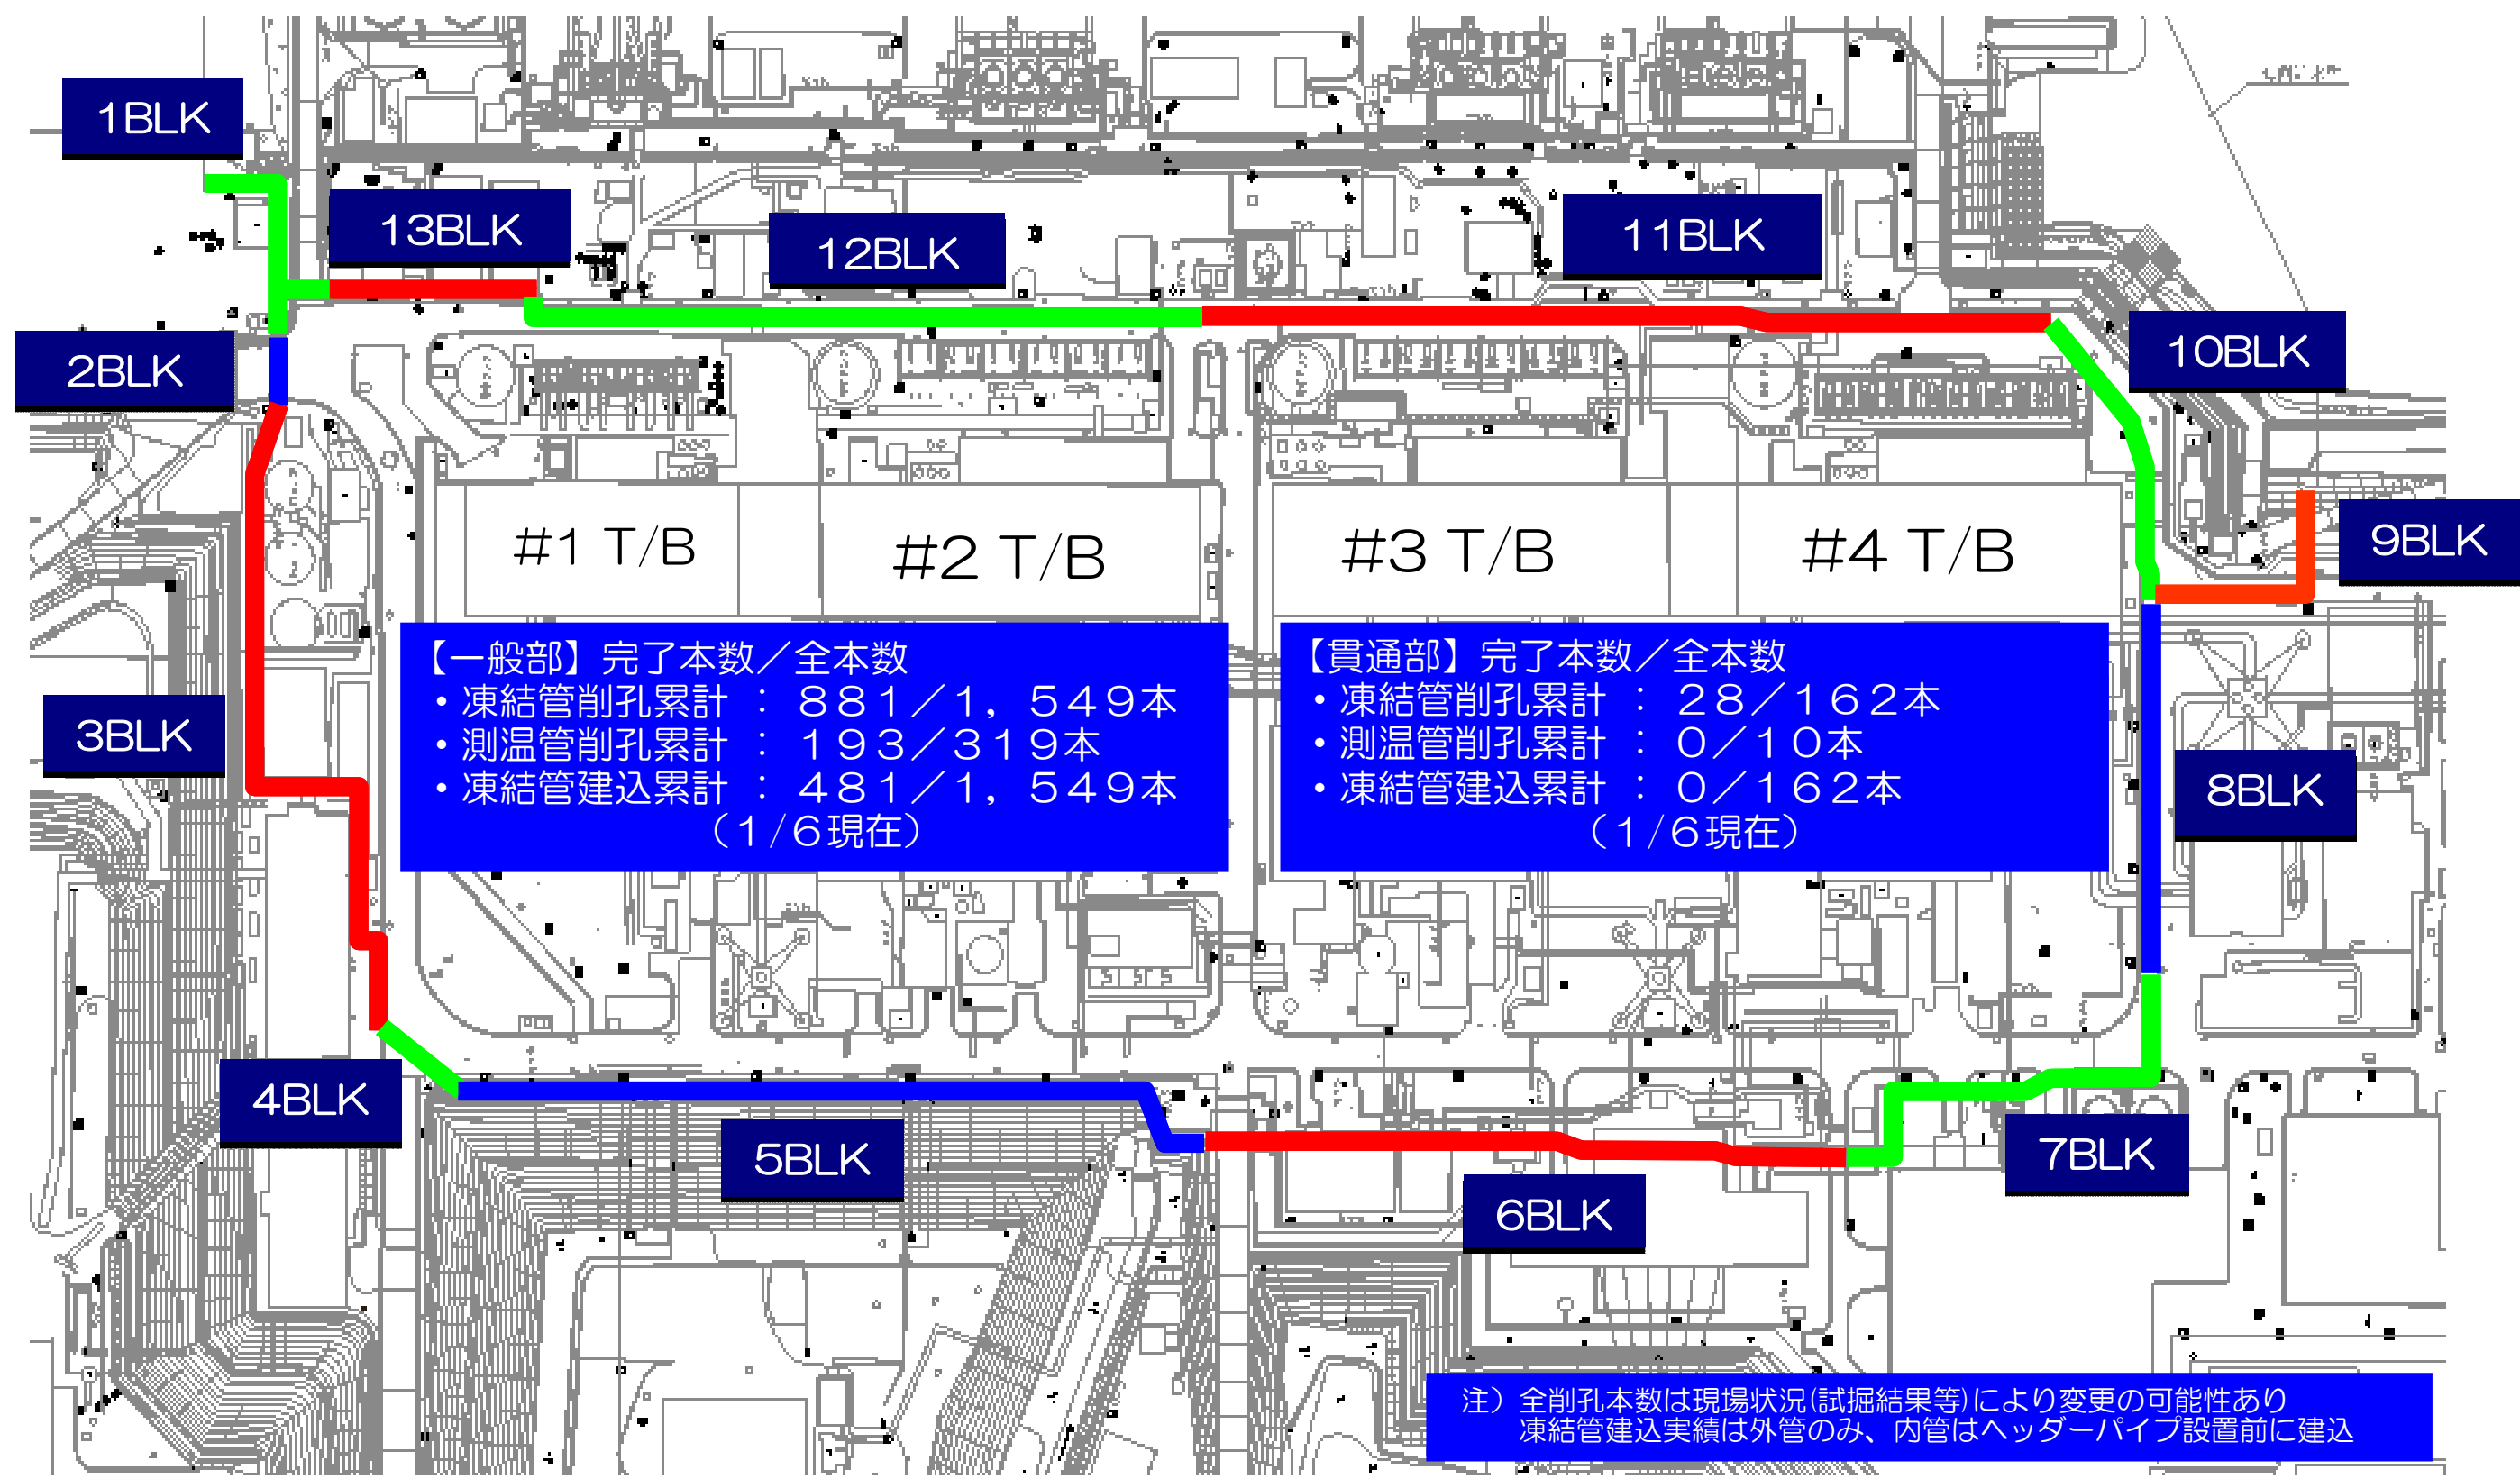 1BLK
13BLK
12BLK
11BLK
2BLK
10BLK
#1 T/B
#2 T/B
#3 T/B
#4 T/B
9BLK
【一般部】完了本数／全本数
・凍結管削孔累計 ： ８８１／１，５４９本
・測温管削孔累計 ： １９３／３１９本
・凍結管建込累計 ： ４８１／１，５４９本
（１/６現在）
【貫通部】完了本数／全本数
・凍結管削孔累計 ： ２８／１６２本
・測温管削孔累計 ： ０／１０本
・凍結管建込累計 ： ０／１６２本
（１/６現在）
3BLK
8BLK
4BLK
5BLK
7BLK
6BLK
注）全削孔本数は現場状況(試掘結果等)により変更の可能性あり
凍結管建込実績は外管のみ、内管はヘッダーパイプ設置前に建込